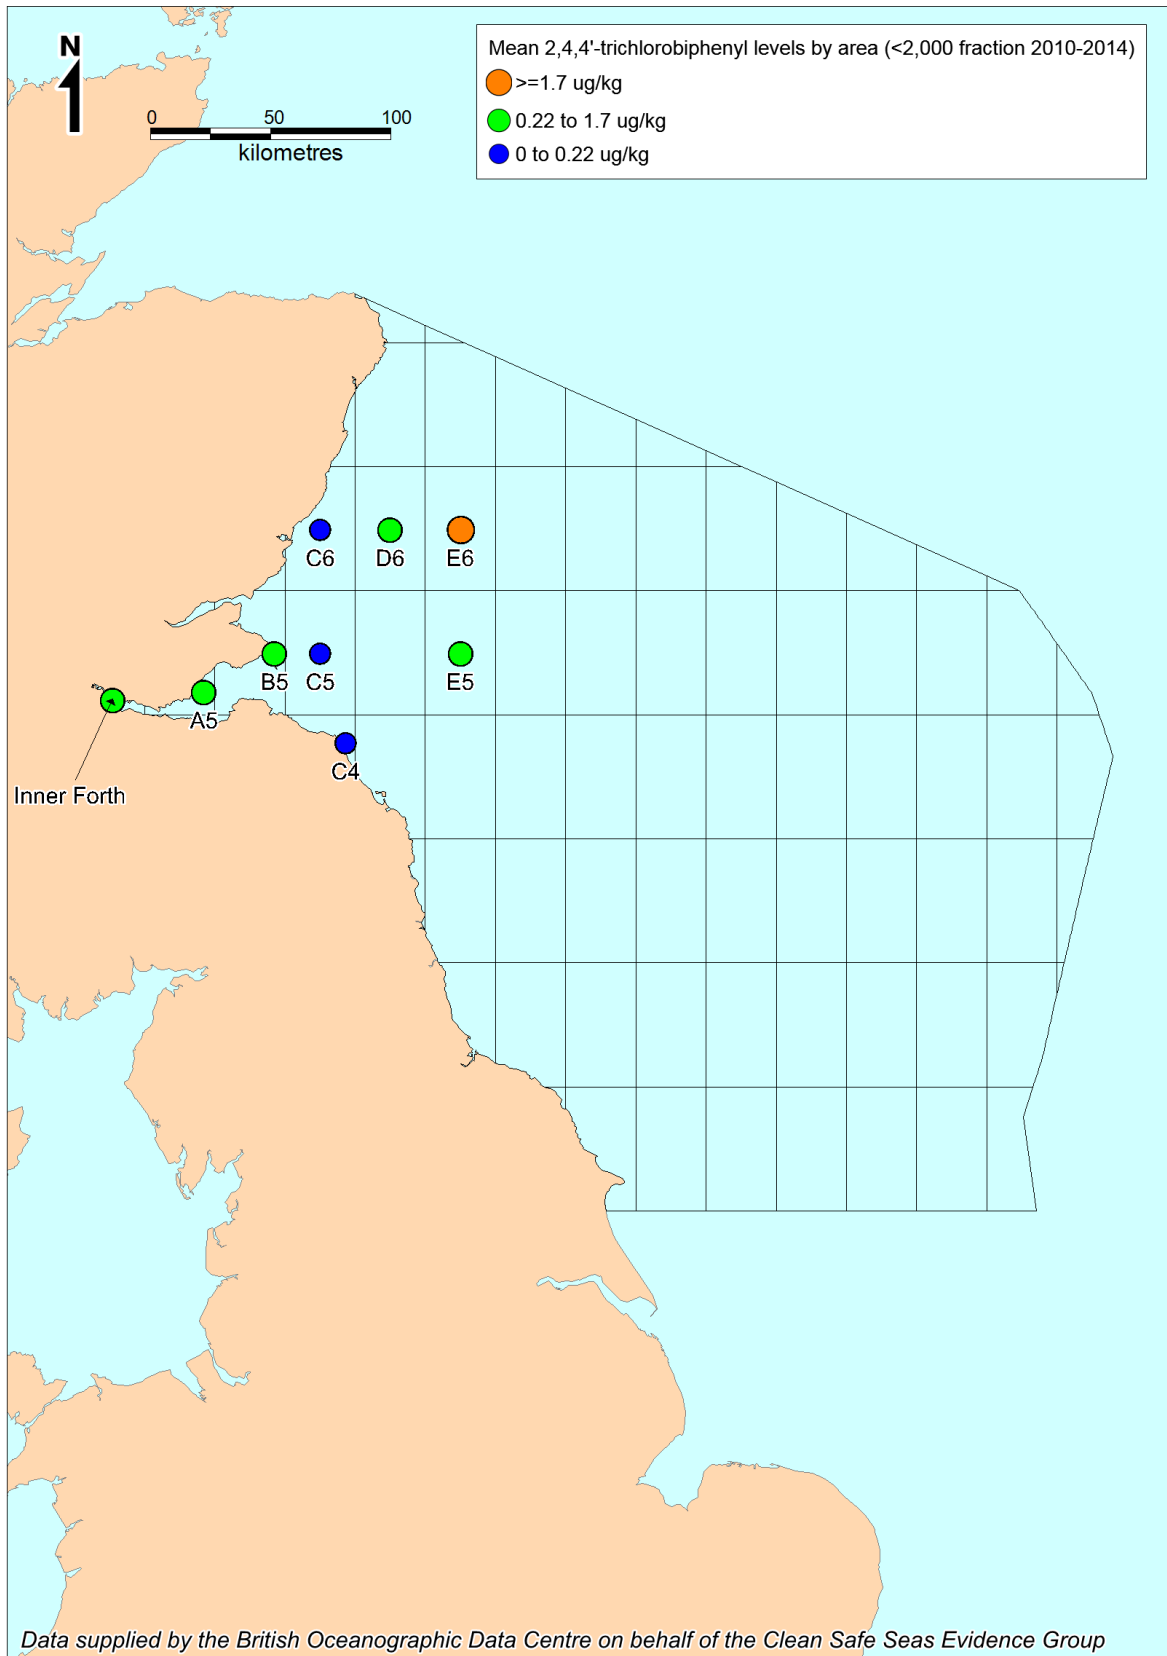 N
0 50 100
kilometres
Mean 2,4,4'-trichlorobiphenyl levels by area (<2,000 fraction 2010-2014)
>=1.7 ug/kg
0.22 to 1.7 ug/kg
0 to 0.22 ug/kg
C6 D6 E6
B5 C5 E5
A5
C4
Inner Forth
Data supplied by the British Oceanographic Data Centre on behalf of the Clean Safe Seas Evidence Group